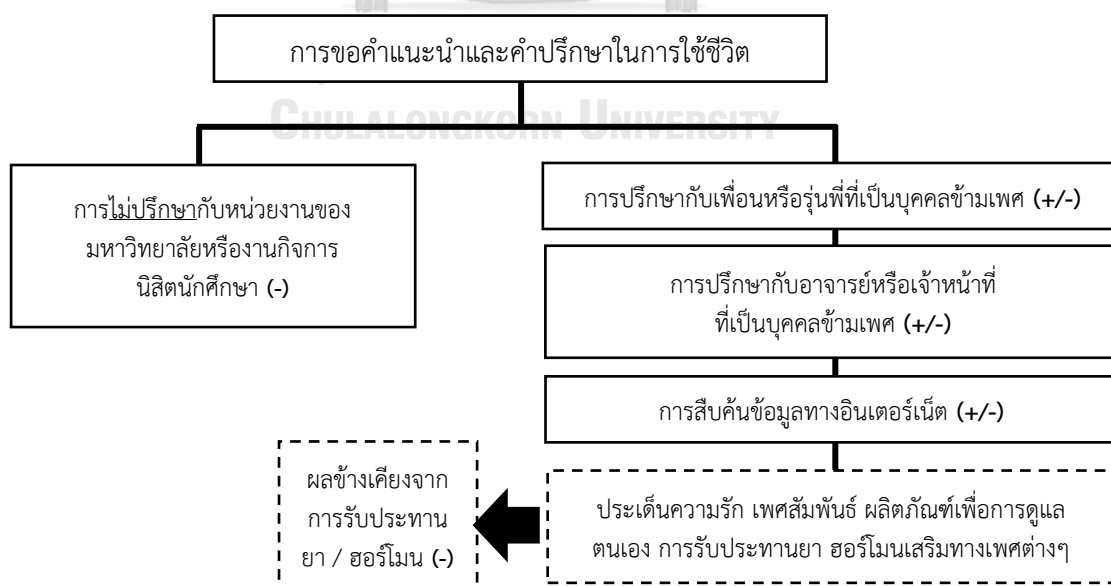 การขอคำแนะนำและคำปรึกษาในการใช้ชีวิต
CHULALONGKORN UNIVERSITY
การไม่ปรึกษากับหน่วยงานของ
มหาวิทยาลัยหรืองานกิจการ
นิสิตนักศึกษา (-)
การปรึกษากับเพื่อนหรือรุ่นพี่ที่เป็นบุคคลข้ามเพศ (+/-)
การปรึกษากับอาจารย์หรือเจ้าหน้าที่
ที่เป็นบุคคลข้ามเพศ (+/-)
การสืบค้นข้อมูลทางอินเตอร์เน็ต (+/-)
ผลข้างเคียงจาก
การรับประทาน
ยา / ฮอร์โมน (-)
ประเด็นความรัก เพศสัมพันธ์ ผลิตภัณฑ์เพื่อการดูแล
ตนเอง การรับประทานยา ฮอร์โมนเสริมทางเพศต่างๆ